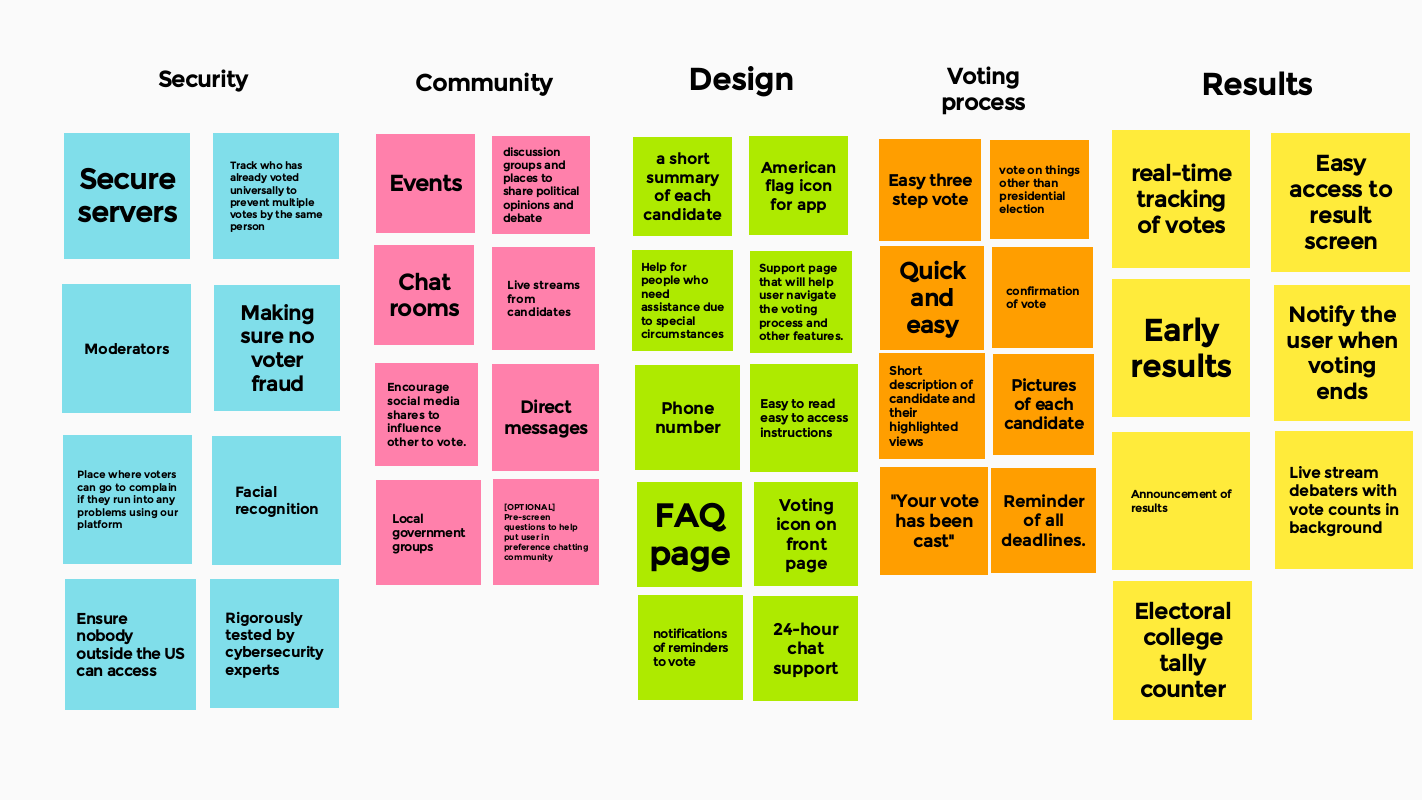 Security
Secure
servers
Track who has
already voted
universally to
prevent multiple
votes by the same
person
Moderators
Making
sure no
voter
fraud
Place where voters
can go to complain
if they run into any
problems using our
platform
Facial
recognition
Ensure
nobody
outside the US
can access
Rigorously
tested by
cybersecurity
experts
Community
Events
discussion
groups and
places to
share political
opinions and
debate
Chat
rooms
Live streams
from
candidates
Encourage
social media
shares to
influence
other to vote.
Direct
messages
Local
government
groups
[OPTIONAL]
Pre-screen
questions to help
put user in
preference chatting
community
Design
a short
summary
of each
candidate
American
flag icon
for app
Help for
people who
need
assistance due
to special
circumstances
Support page
that will help
user navigate
the voting
process and
other features.
Phone
number
Easy to read
easy to access
instructions
FAQ
page
Voting
icon on
front
page
notifications
of reminders
to vote
24-hour
chat
support
Voting
process
Easy three
step vote
vote on things
other than
presidential
election
Quick
and
easy
confirmation
of vote
Short
description of
candidate and
their
highlighted
views
Pictures
of each
candidate
"Your vote
has been
cast"
Reminder
of all
deadlines.
Results
real-time
tracking
of votes
Easy
access to
result
screen
Early
results
Notify the
user when
voting
ends
Announcement of
results
Live stream
debaters with
vote counts in
background
Electoral
college
tally
counter